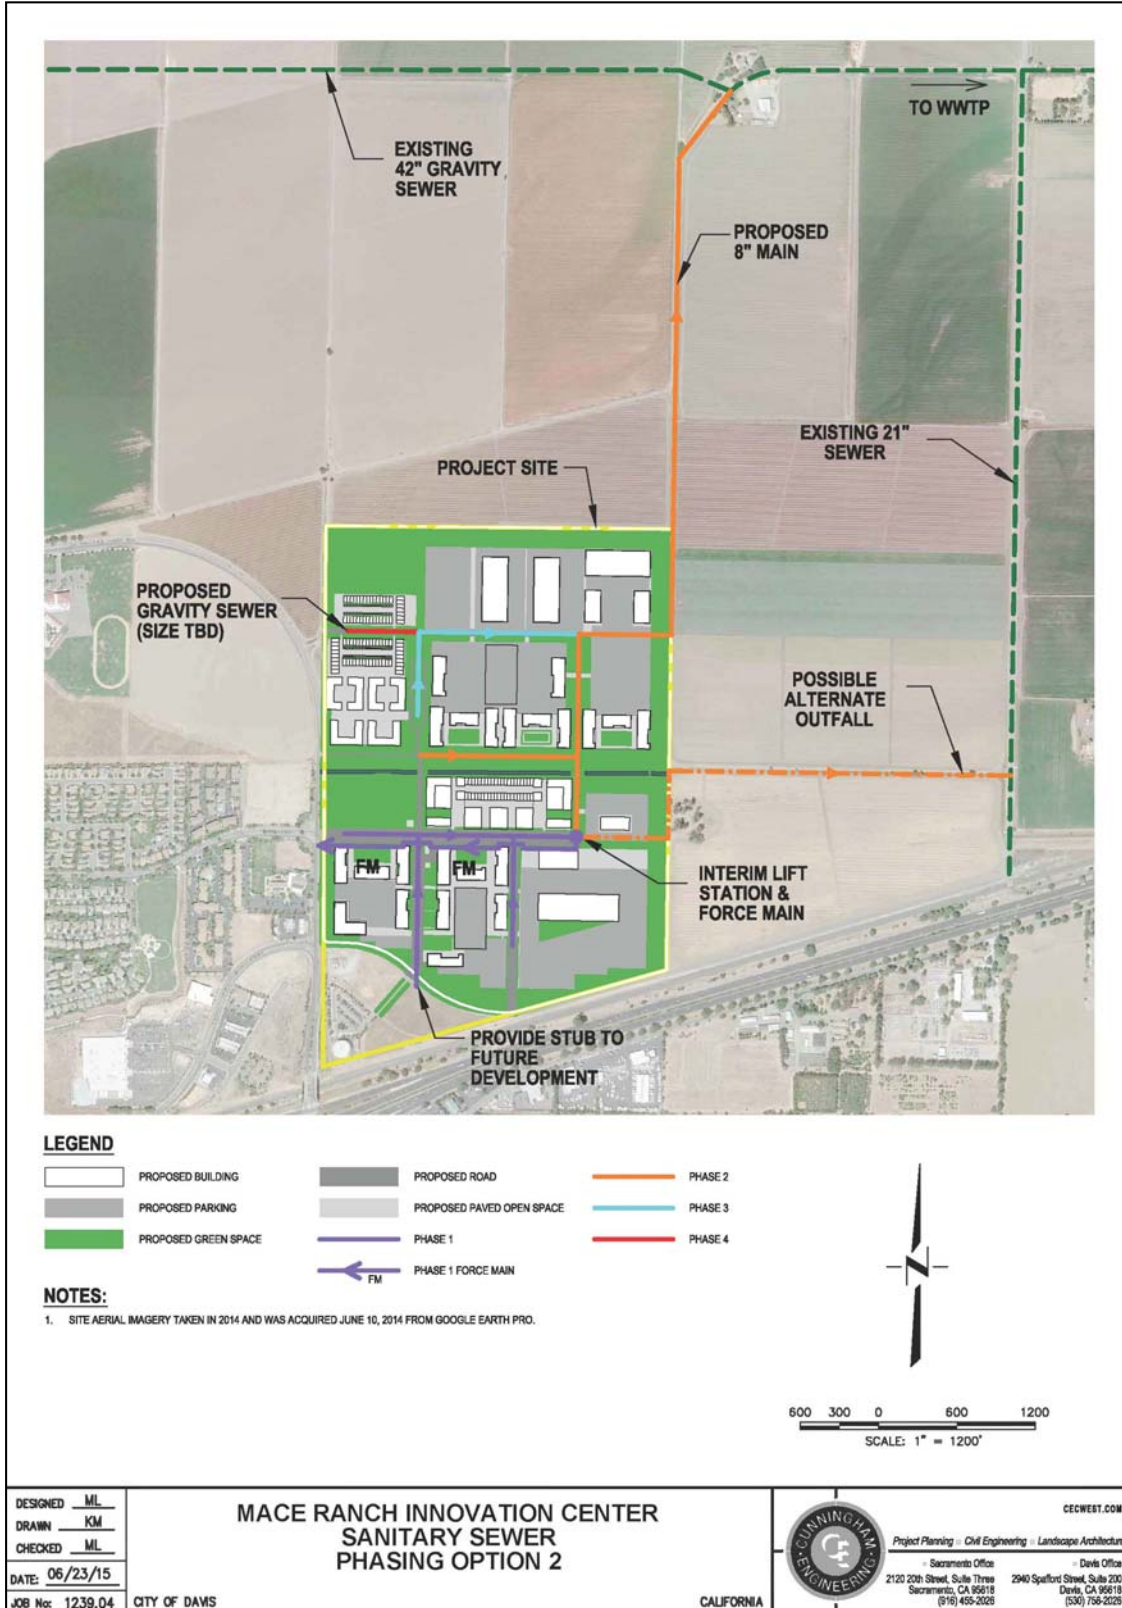 TO WWTP
EXISTING
42" GRAVITY
SEWER
PROPOSED
8" MAIN
EXISTING 21"
SEWER
PROJECT SITE
PROPOSED
GRAVITY SEWER
(SIZE TBD)
POSSIBLE
ALTERNATE
OUTFALL
FM
FM
INTERIM LIFT
STATION &
FORCE MAIN
PROVIDE STUB TO
FUTURE
DEVELOPMENT
LEGEND
PROPOSED BUILDING
PROPOSED ROAD
PHASE 2
PROPOSED PARKING
PROPOSED PAVED OPEN SPACE
PHASE 3
PROPOSED GREEN SPACE
PHASE 1
PHASE 4
FM
PHASE 1 FORCE MAIN
NOTES:
1. SITE AERIAL IMAGERY TAKEN IN 2014 AND WAS ACQUIRED JUNE 10, 2014 FROM GOOGLE EARTH PRO.
N
600 300 0 600 1200
SCALE: 1" = 1200'
DESIGNED ML
DRAWN KM
CHECKED ML
DATE: 06/23/15
JOB No: 1239.04
MACE RANCH INNOVATION CENTER
SANITARY SEWER
PHASING OPTION 2
CITY OF DAVIS
CALIFORNIA
CUNNINGHAM
CE
ENGINEERING
CECWEST.COM
Project Planning Civil Engineering Landscape Architecture
Sacramento Office
2120 20th Street, Suite Three
Sacramento, CA 95818
(916) 455-2026
Davis Office
2940 Spafford Street, Suite 200
Davis, CA 95618
(530) 758-2026